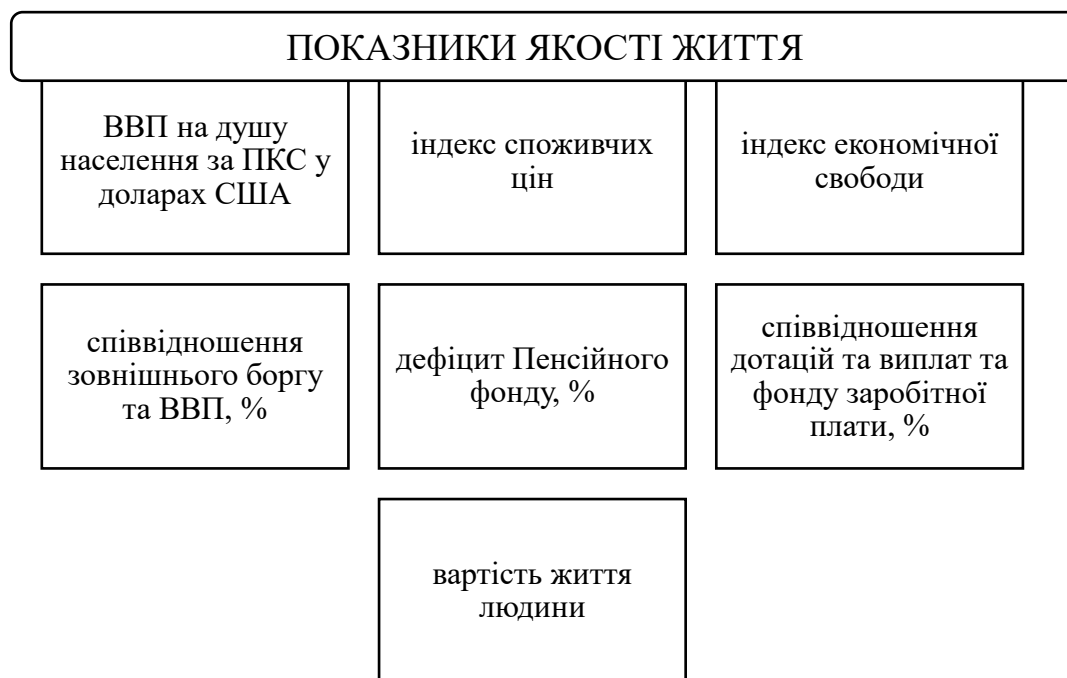 ПОКАЗНИКИ ЯКОСТІ ЖИТТЯ
ВВП на душу
населення за ПКС у
доларах США
індекс споживчих
цін
індекс економічної
свободи
співвідношення
зовнішнього боргу
та ВВП, %
дефіцит Пенсійного
фонду, %
співвідношення
дотацій та виплат та
фонду заробітної
плати, %
вартість життя
людини